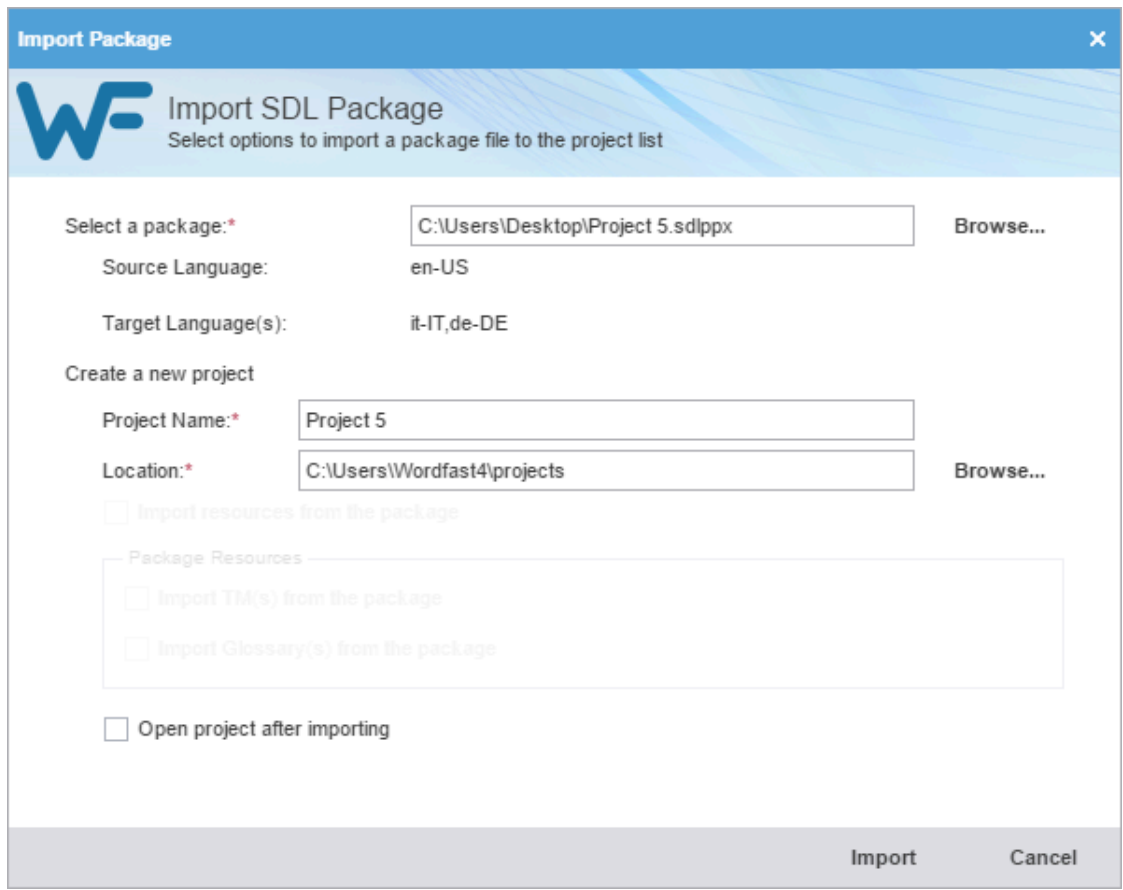 Import Package
WF
Import SDL Package
Select options to import a package file to the project list
Select a package:* C:\Users\Desktop\Project 5.sdlppx Browse...
Source Language: en-US
Target Language(s): it-IT,de-DE
Create a new project
Project Name:* Project 5
Location:* C:\Users\Wordfast4\projects Browse...
Import resources from the package
Package Resources
Import TM(s) from the package
Import Glossary(s) from the package
Open project after importing
Import Cancel